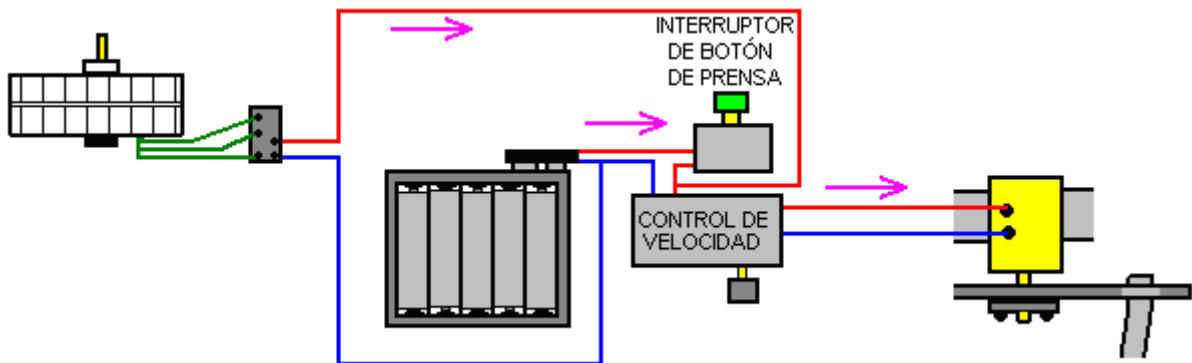 INTERRUPTOR
DE BOTÓN
DE PRENSA
CONTROL DE
VELOCIDAD